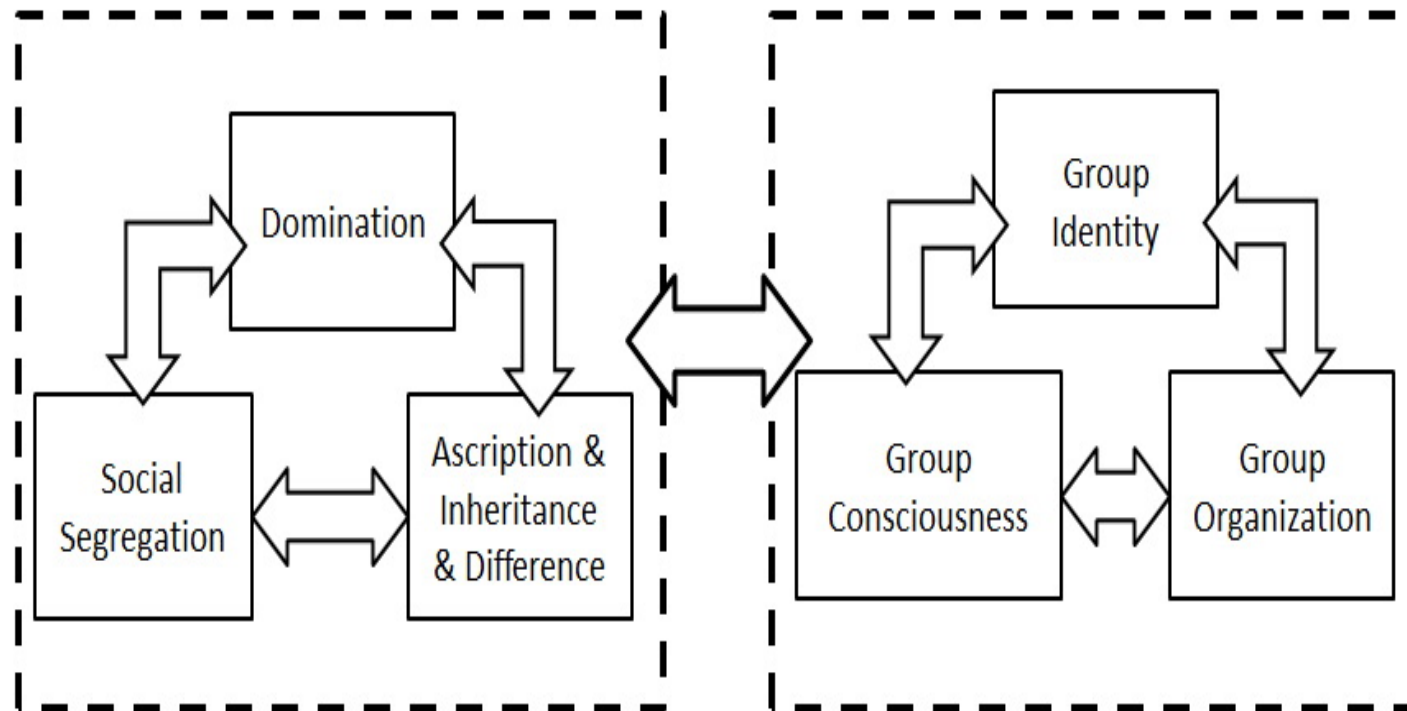 Domination
Social
Segregation
Ascription &
Inheritance
& Difference
Group
Identity
Group
Consciousness
Group
Organization